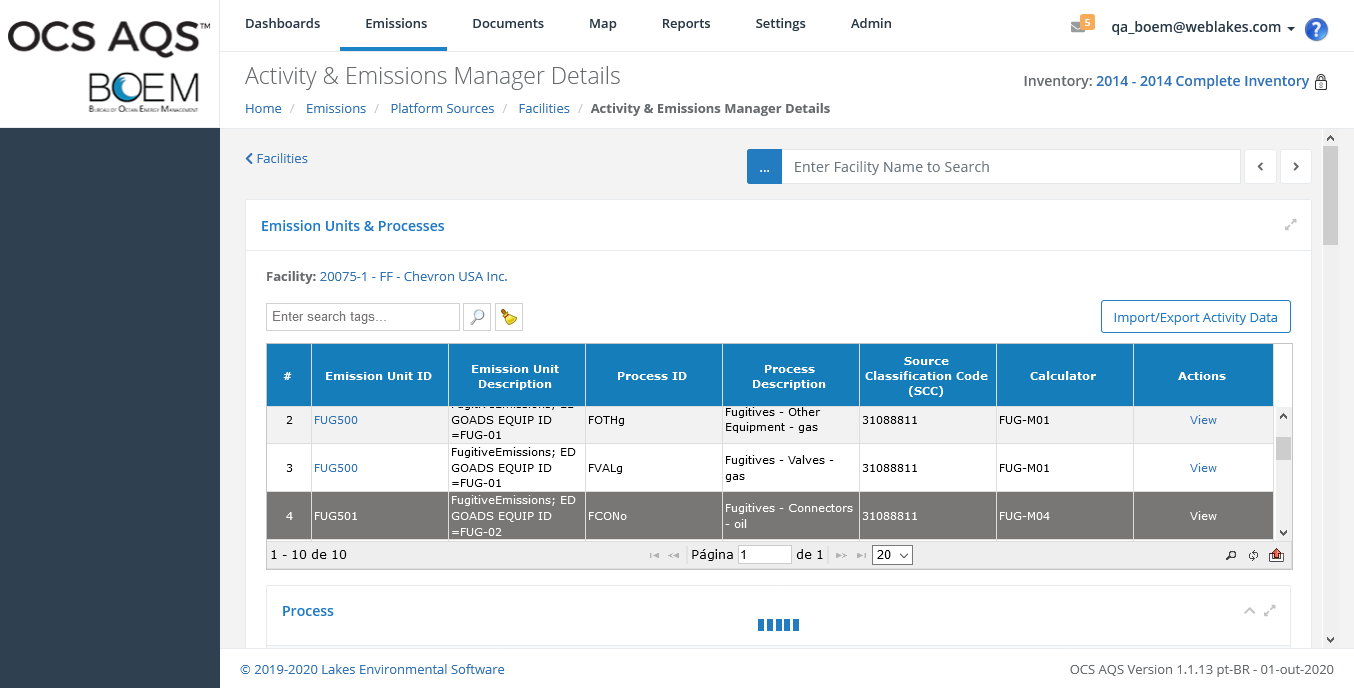 OCS AQS™
BOEM
BUREAU OF OCEAN ENERGY MANAGEMENT
Dashboards Emissions Documents Map Reports Settings Admin
5 qa_boem@weblakes.com ?
Activity & Emissions Manager Details
Inventory: 2014 - 2014 Complete Inventory
Home / Emissions / Platform Sources / Facilities / Activity & Emissions Manager Details
Facilities
... Enter Facility Name to Search
Emission Units & Processes
Facility: 20075-1 - FF - Chevron USA Inc.
Enter search tags...
Import/Export Activity Data
# Emission Unit ID Emission Unit Description Process ID Process Description Source Classification Code (SCC) Calculator Actions
2 FUG500 FugitiveEmissions; ED GOADS EQUIP ID =FUG-01 FOTHg Fugitives - Other Equipment - gas 31088811 FUG-M01 View
3 FUG500 FugitiveEmissions; ED GOADS EQUIP ID =FUG-01 FVALg Fugitives - Valves - gas 31088811 FUG-M01 View
4 FUG501 FugitiveEmissions; ED GOADS EQUIP ID =FUG-02 FCONo Fugitives - Connectors - oil 31088811 FUG-M04 View
1 - 10 de 10 Página 1 de 1 20
Process
© 2019-2020 Lakes Environmental Software
OCS AQS Version 1.1.13 pt-BR - 01-out-2020